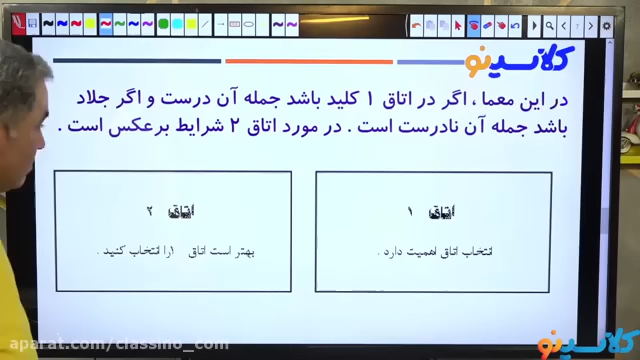 کلاسینو
در این معما ، اگر در اتاق ۱ کلید باشد جمله آن درست و اگر جلاد
باشد جمله آن نادرست است . در مورد اتاق ۲ شرایط برعکس است .
اتاق ۱
انتخاب اتاق اهمیت دارد .
اتاق ۲
بهتر است اتاق ۱ را انتخاب کنید .
aparat.com/classino_com
کلاسینو